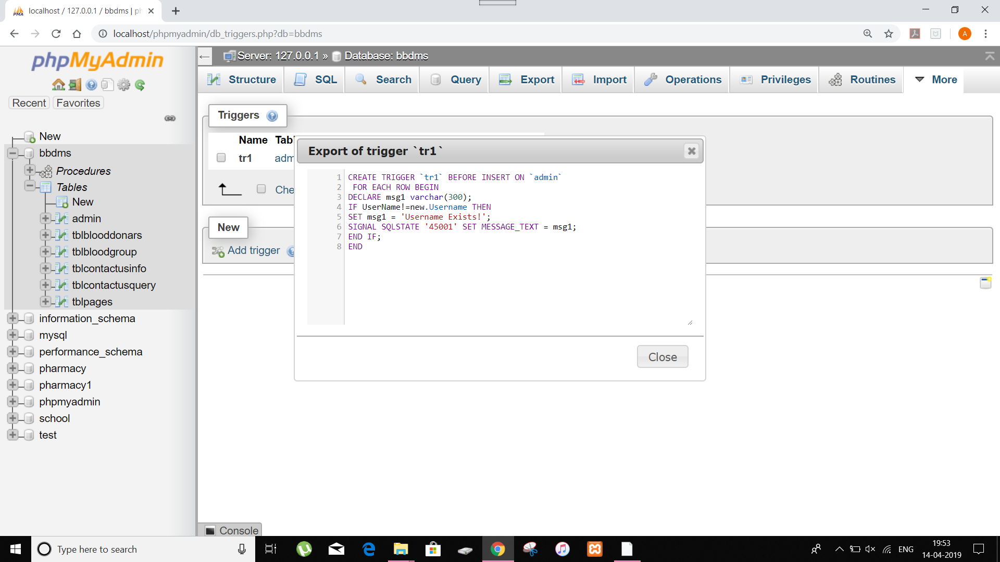 localhost / 127.0.0.1 / bbdms | ph
localhost/phpmyadmin/db_triggers.php?db=bbdms
A
phpMyAdmin
Recent Favorites
New
bbdms
Procedures
Tables
New
admin
tblblooddonars
tblbloodgroup
tblcontactusinfo
tblcontactusquery
tblpages
information_schema
mysql
performance_schema
pharmacy
pharmacy1
phpmyadmin
school
test
Server: 127.0.0.1 » Database: bbdms
Structure SQL Search Query Export Import Operations Privileges Routines More
Triggers
Name Tabl
tr1 adm
Che
New
Add trigger
Export of trigger `tr1`
1 CREATE TRIGGER `tr1` BEFORE INSERT ON `admin`
2 FOR EACH ROW BEGIN
3 DECLARE msg1 varchar(300);
4 IF UserName!=new.Username THEN
5 SET msg1 = 'Username Exists!';
6 SIGNAL SQLSTATE '45001' SET MESSAGE_TEXT = msg1;
7 END IF;
8 END
Close
Console
Type here to search
ENG
19:53
14-04-2019